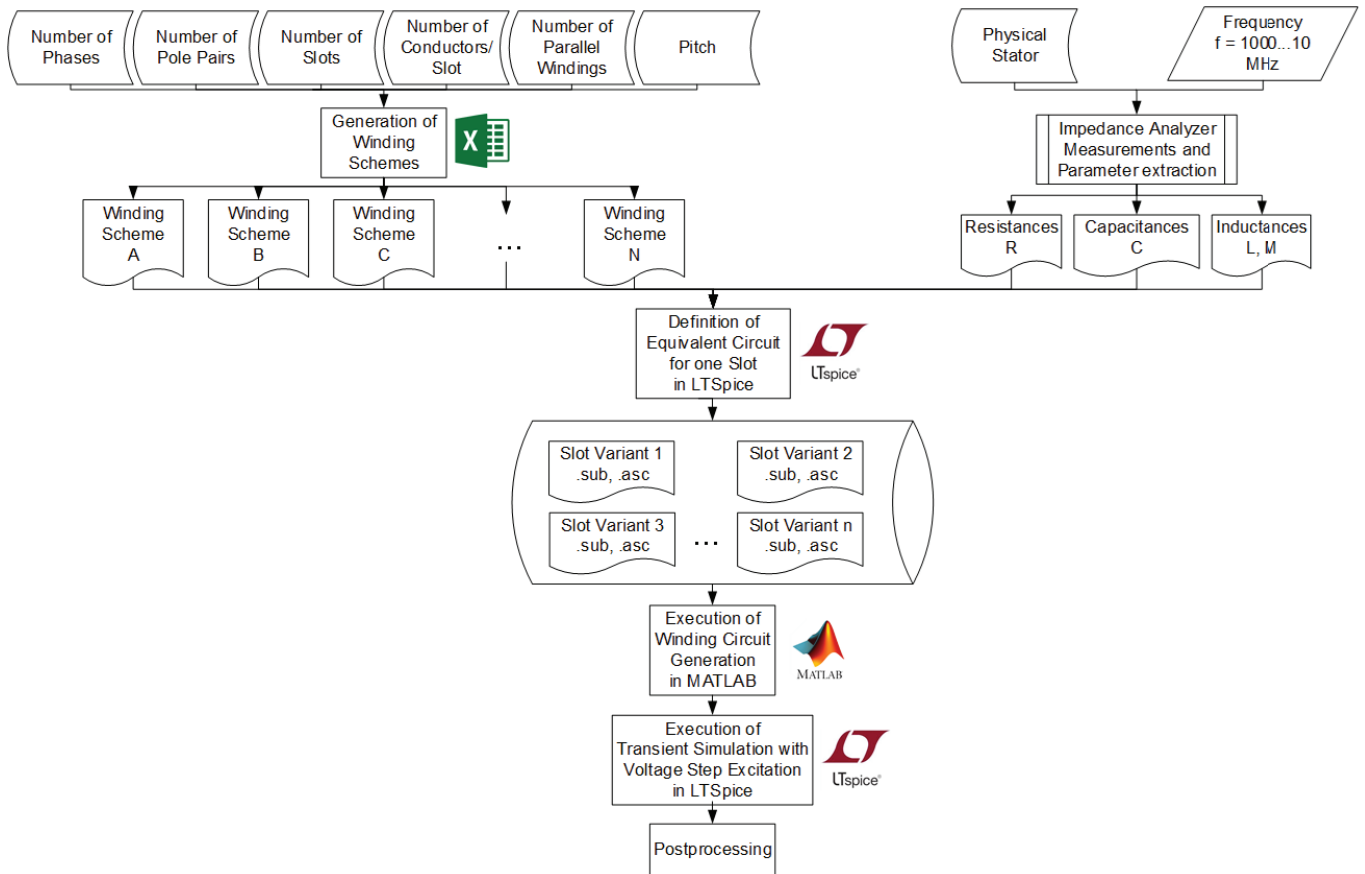 Number of
Phases
Number of
Pole Pairs
Number of
Slots
Number of
Conductors/
Slot
Number of
Parallel
Windings
Pitch
Physical
Stator
Frequency
f = 1000...10
MHz
Generation of
Winding
Schemes
X
Impedance Analyzer
Measurements and
Parameter extraction
Winding
Scheme
A
Winding
Scheme
B
Winding
Scheme
C
...
Winding
Scheme
N
Resistances
R
Capacitances
C
Inductances
L, M
Definition of
Equivalent Circuit
for one Slot
in LTSpice
LTspice®
Slot Variant 1
.sub, .asc
Slot Variant 2
.sub, .asc
Slot Variant 3
.sub, .asc
...
Slot Variant n
.sub, .asc
Execution of
Winding Circuit
Generation
in MATLAB
MATLAB
Execution of
Transient Simulation with
Voltage Step Excitation
in LTSpice
LTspice®
Postprocessing